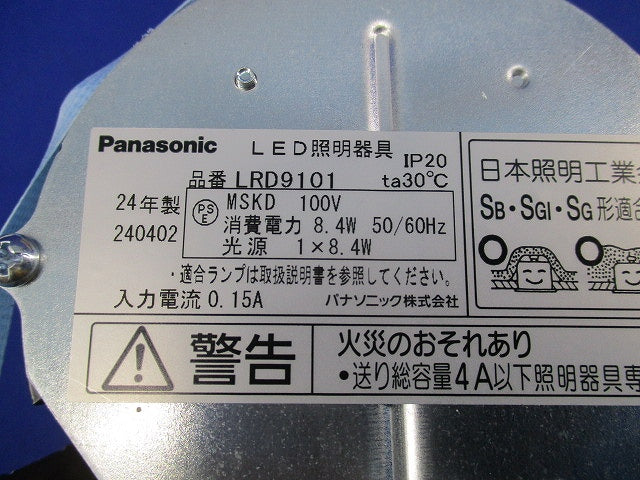 Panasonic LED照明器具 IP20
品番 LRD9101 ta30℃
24年製
240402
PS
E
MSKD 100V
消費電力 8.4W 50/60Hz
光源 1×8.4W
・適合ランプは取扱説明書を参照してください。
入力電流 0.15A パナソニック株式会社
日本照明工業
SB・SGI・SG形適合
警告
火災のおそれあり
・送り総容量4A以下照明器具専